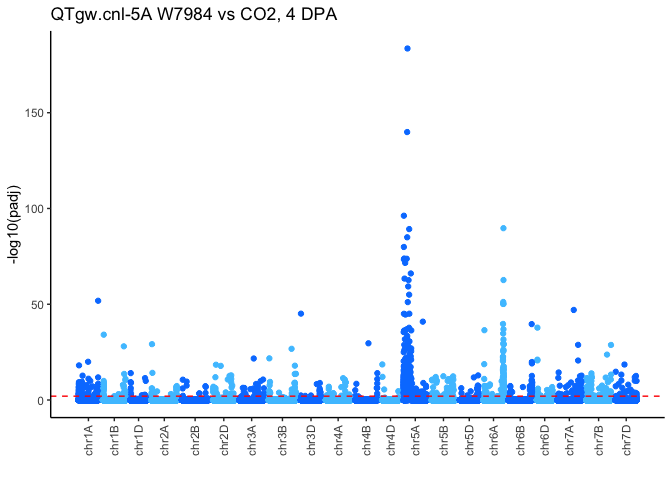 QTgw.cnl-5A W7984 vs CO2, 4 DPA
-log10(padj)
150
100
50
0
chr1A
chr1B
chr1D
chr2A
chr2B
chr2D
chr3A
chr3B
chr3D
chr4A
chr4B
chr4D
chr5A
chr5B
chr5D
chr6A
chr6B
chr6D
chr7A
chr7B
chr7D